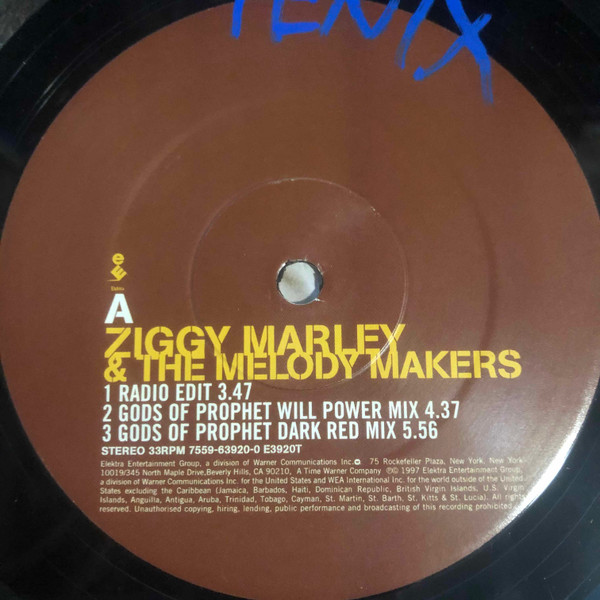 FENIX
Elektra
A
ZIGGY MARLEY
& THE MELODY MAKERS
1 RADIO EDIT 3.47
2 GODS OF PROPHET WILL POWER MIX 4.37
3 GODS OF PROPHET DARK RED MIX 5.56
STEREO 33RPM 7559-63920-0 E3920T
Elektra Entertainment Group, a division of Warner Communications Inc. 75 Rockefeller Plaza, New York, New York
10019/345 North Maple Drive,Beverly Hills, CA 90210, A Time Warner Company ℗© 1997 Elektra Entertainment Group,
a division of Warner Communications Inc. for the United States and WEA International Inc. for the world outside of the United
States excluding the Caribbean (Jamaica, Barbados, Haiti, Dominican Republic, British Virgin Islands, U.S. Virgin
Islands, Anguilla, Antigua, Aruba, Trinidad, Tobago, Cayman, St. Martin, St. Barth, St. Kitts & St. Lucia). All rights
reserved. Unauthorised copying, hiring, lending, public performance and broadcasting of this recording prohibited.